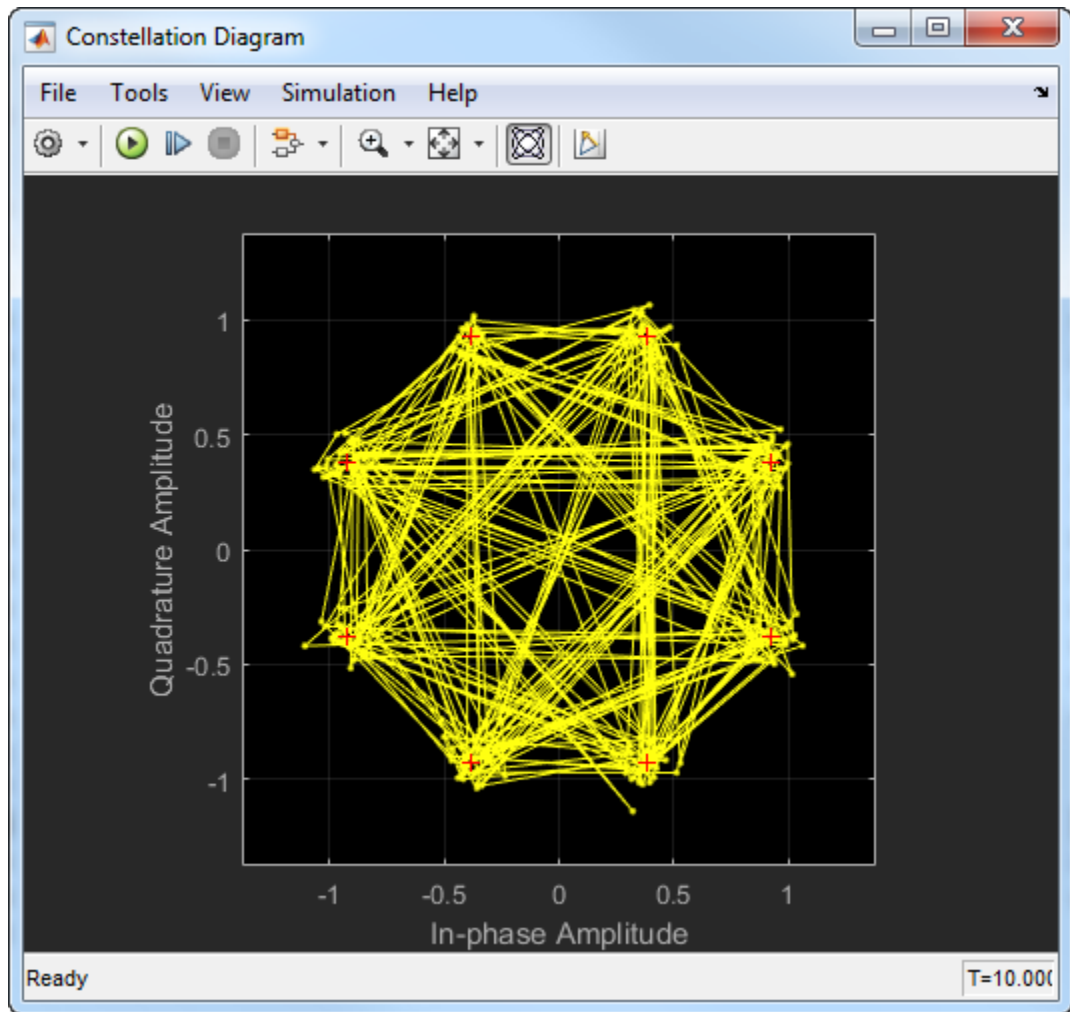 Constellation Diagram
File Tools View Simulation Help
1
0.5
0
-0.5
-1
Quadrature Amplitude
-1 -0.5 0 0.5 1
In-phase Amplitude
Ready T=10.00